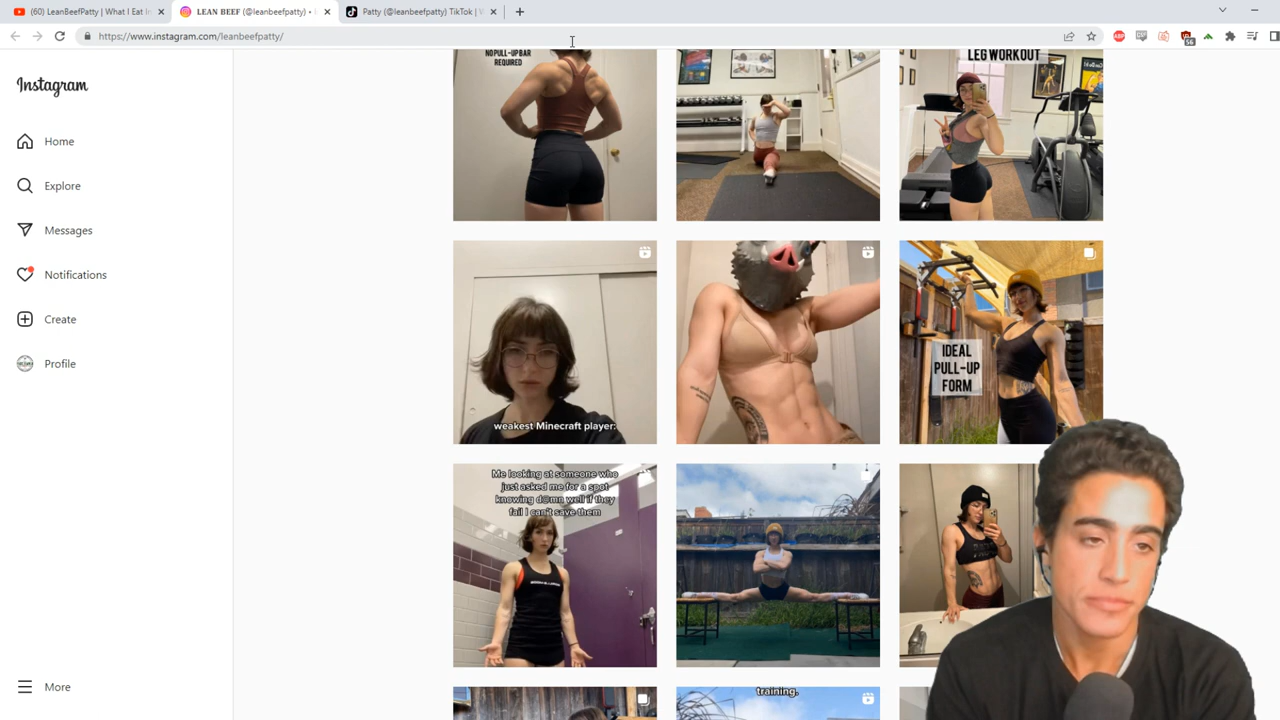 (60) LeanBeefPatty | What I Eat In
LEAN BEEF (@leanbeefpatty) •
Patty (@leanbeefpatty) TikTok | W
https://www.instagram.com/leanbeefpatty/
ABP
56
Instagram
Home
Explore
Messages
Notifications
Create
Profile
More
NO PULL-UP BAR
REQUIRED
LEG WORKOUT
weakest Minecraft player:
IDEAL
PULL-UP
FORM
Me looking at someone who
just asked me for a spot
knowing d@mn well if they
fail I can't save them
training.